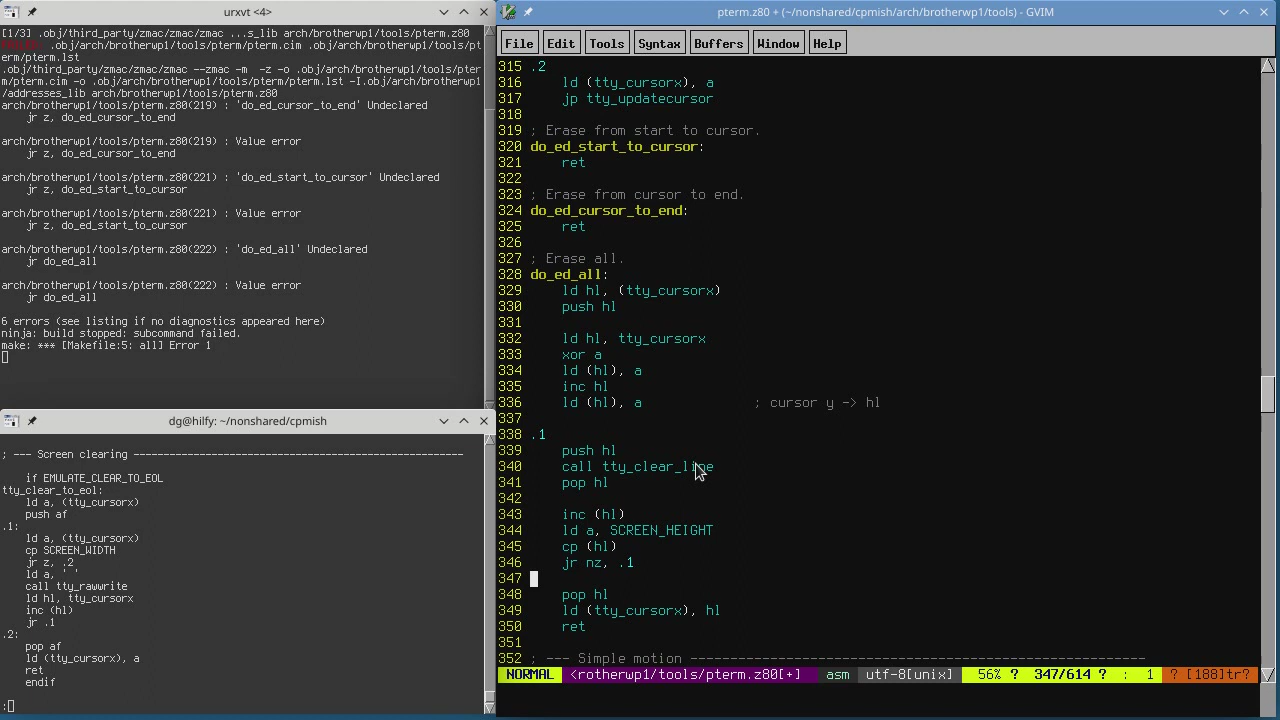 urxvt <4>
[1/3] .obj/third_party/zmac/zmac ...s_lib arch/brotherwp1/tools/pterm.z80
FAILED: .obj/arch/brotherwp1/tools/pterm/pterm.cim .obj/arch/brotherwp1/tools/pt
erm/pterm.lst
.obj/third_party/zmac/zmac/zmac --zmac -m  -z -o .obj/arch/brotherwp1/tools/pter
m/pterm.cim -o .obj/arch/brotherwp1/tools/pterm/pterm.lst -I.obj/arch/brotherwp1
/addresses_lib arch/brotherwp1/tools/pterm.z80
arch/brotherwp1/tools/pterm.z80(219) : 'do_ed_cursor_to_end' Undeclared
    jr z, do_ed_cursor_to_end
arch/brotherwp1/tools/pterm.z80(219) : Value error
    jr z, do_ed_cursor_to_end
arch/brotherwp1/tools/pterm.z80(221) : 'do_ed_start_to_cursor' Undeclared
    jr z, do_ed_start_to_cursor
arch/brotherwp1/tools/pterm.z80(221) : Value error
    jr z, do_ed_start_to_cursor
arch/brotherwp1/tools/pterm.z80(222) : 'do_ed_all' Undeclared
    jr do_ed_all
arch/brotherwp1/tools/pterm.z80(222) : Value error
    jr do_ed_all
6 errors (see listing if no diagnostics appeared here)
ninja: build stopped: subcommand failed.
make: *** [Makefile:5: all] Error 1
dg@hilfy: ~/nonshared/cpmish
; --- Screen clearing -------------------------------------------------------
    if EMULATE_CLEAR_TO_EOL
tty_clear_to_eol:
    ld a, (tty_cursorx)
    push af
.1:
    ld a, (tty_cursorx)
    cp SCREEN_WIDTH
    jr z, .2
    ld a, ' '
    call tty_rawwrite
    ld hl, tty_cursorx
    inc (hl)
    jr .1
.2:
    pop af
    ld (tty_cursorx), a
    ret
    endif
:
pterm.z80 + (~/nonshared/cpmish/arch/brotherwp1/tools) - GVIM
File Edit Tools Syntax Buffers Window Help
315 .2
316     ld (tty_cursorx), a
317     jp tty_updatecursor
318
319 ; Erase from start to cursor.
320 do_ed_start_to_cursor:
321     ret
322
323 ; Erase from cursor to end.
324 do_ed_cursor_to_end:
325     ret
326
327 ; Erase all.
328 do_ed_all:
329     ld hl, (tty_cursorx)
330     push hl
331
332     ld hl, tty_cursorx
333     xor a
334     ld (hl), a
335     inc hl
336     ld (hl), a              ; cursor y -> hl
337
338 .1
339     push hl
340     call tty_clear_line
341     pop hl
342
343     inc (hl)
344     ld a, SCREEN_HEIGHT
345     cp (hl)
346     jr nz, .1
347
348     pop hl
349     ld (tty_cursorx), hl
350     ret
351
352 ; --- Simple motion ---------------------------------------------------------
NORMAL <rotherwp1/tools/pterm.z80[+] asm utf-8[unix] 56% ? 347/614 ? : 1 ? [188]tr?